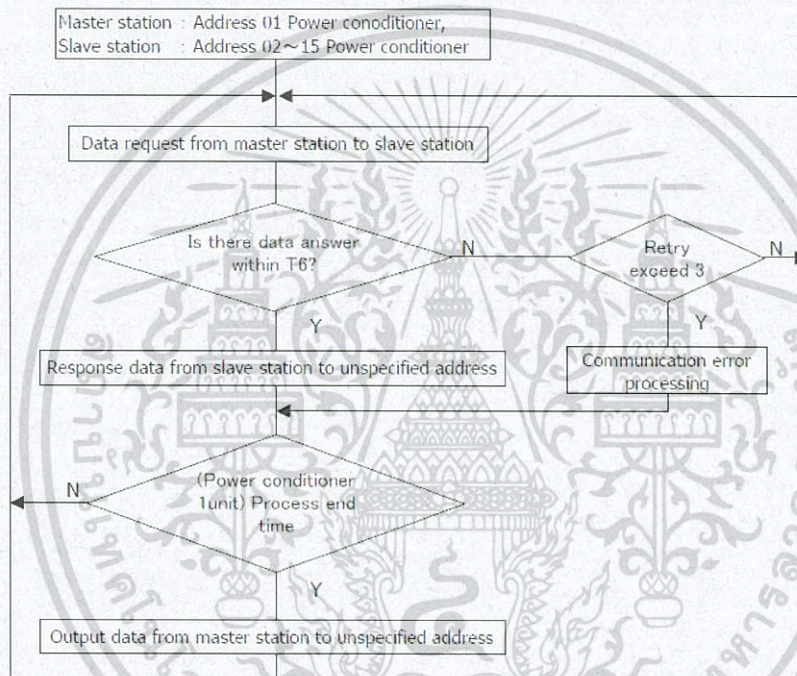 Master station : Address 01 Power conoditioner,
Slave station : Address 02～15 Power conditioner
Data request from master station to slave station
Is there data answer
within T6?
N
Retry
exceed 3
N
Y
Y
Response data from slave station to unspecified address
Communication error
processing
N
(Power conditioner
1unit) Process end
time
Y
Output data from master station to unspecified address